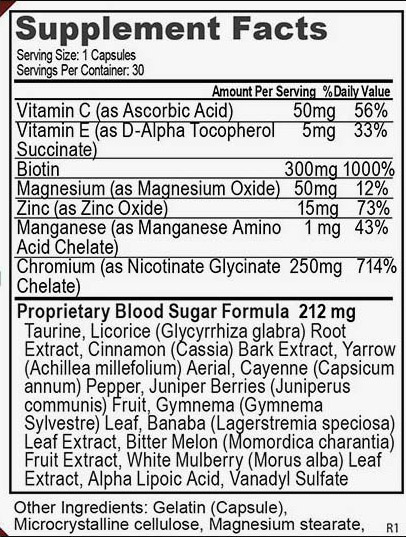 Supplement Facts
Serving Size: 1 Capsules
Servings Per Container: 30
Amount Per Serving %Daily Value
Vitamin C (as Ascorbic Acid) 50mg 56%
Vitamin E (as D-Alpha Tocopherol 5mg 33%
Succinate)
Biotin 300mg 1000%
Magnesium (as Magnesium Oxide) 50mg 12%
Zinc (as Zinc Oxide) 15mg 73%
Manganese (as Manganese Amino 1 mg 43%
Acid Chelate)
Chromium (as Nicotinate Glycinate 250mg 714%
Chelate)
Proprietary Blood Sugar Formula 212 mg
Taurine, Licorice (Glycyrrhiza glabra) Root
Extract, Cinnamon (Cassia) Bark Extract, Yarrow
(Achillea millefolium) Aerial, Cayenne (Capsicum
annum) Pepper, Juniper Berries (Juniperus
communis) Fruit, Gymnema (Gymnema
Sylvestre) Leaf, Banaba (Lagerstremia speciosa)
Leaf Extract, Bitter Melon (Momordica charantia)
Fruit Extract, White Mulberry (Morus alba) Leaf
Extract, Alpha Lipoic Acid, Vanadyl Sulfate
Other Ingredients: Gelatin (Capsule),
Microcrystalline cellulose, Magnesium stearate, R1